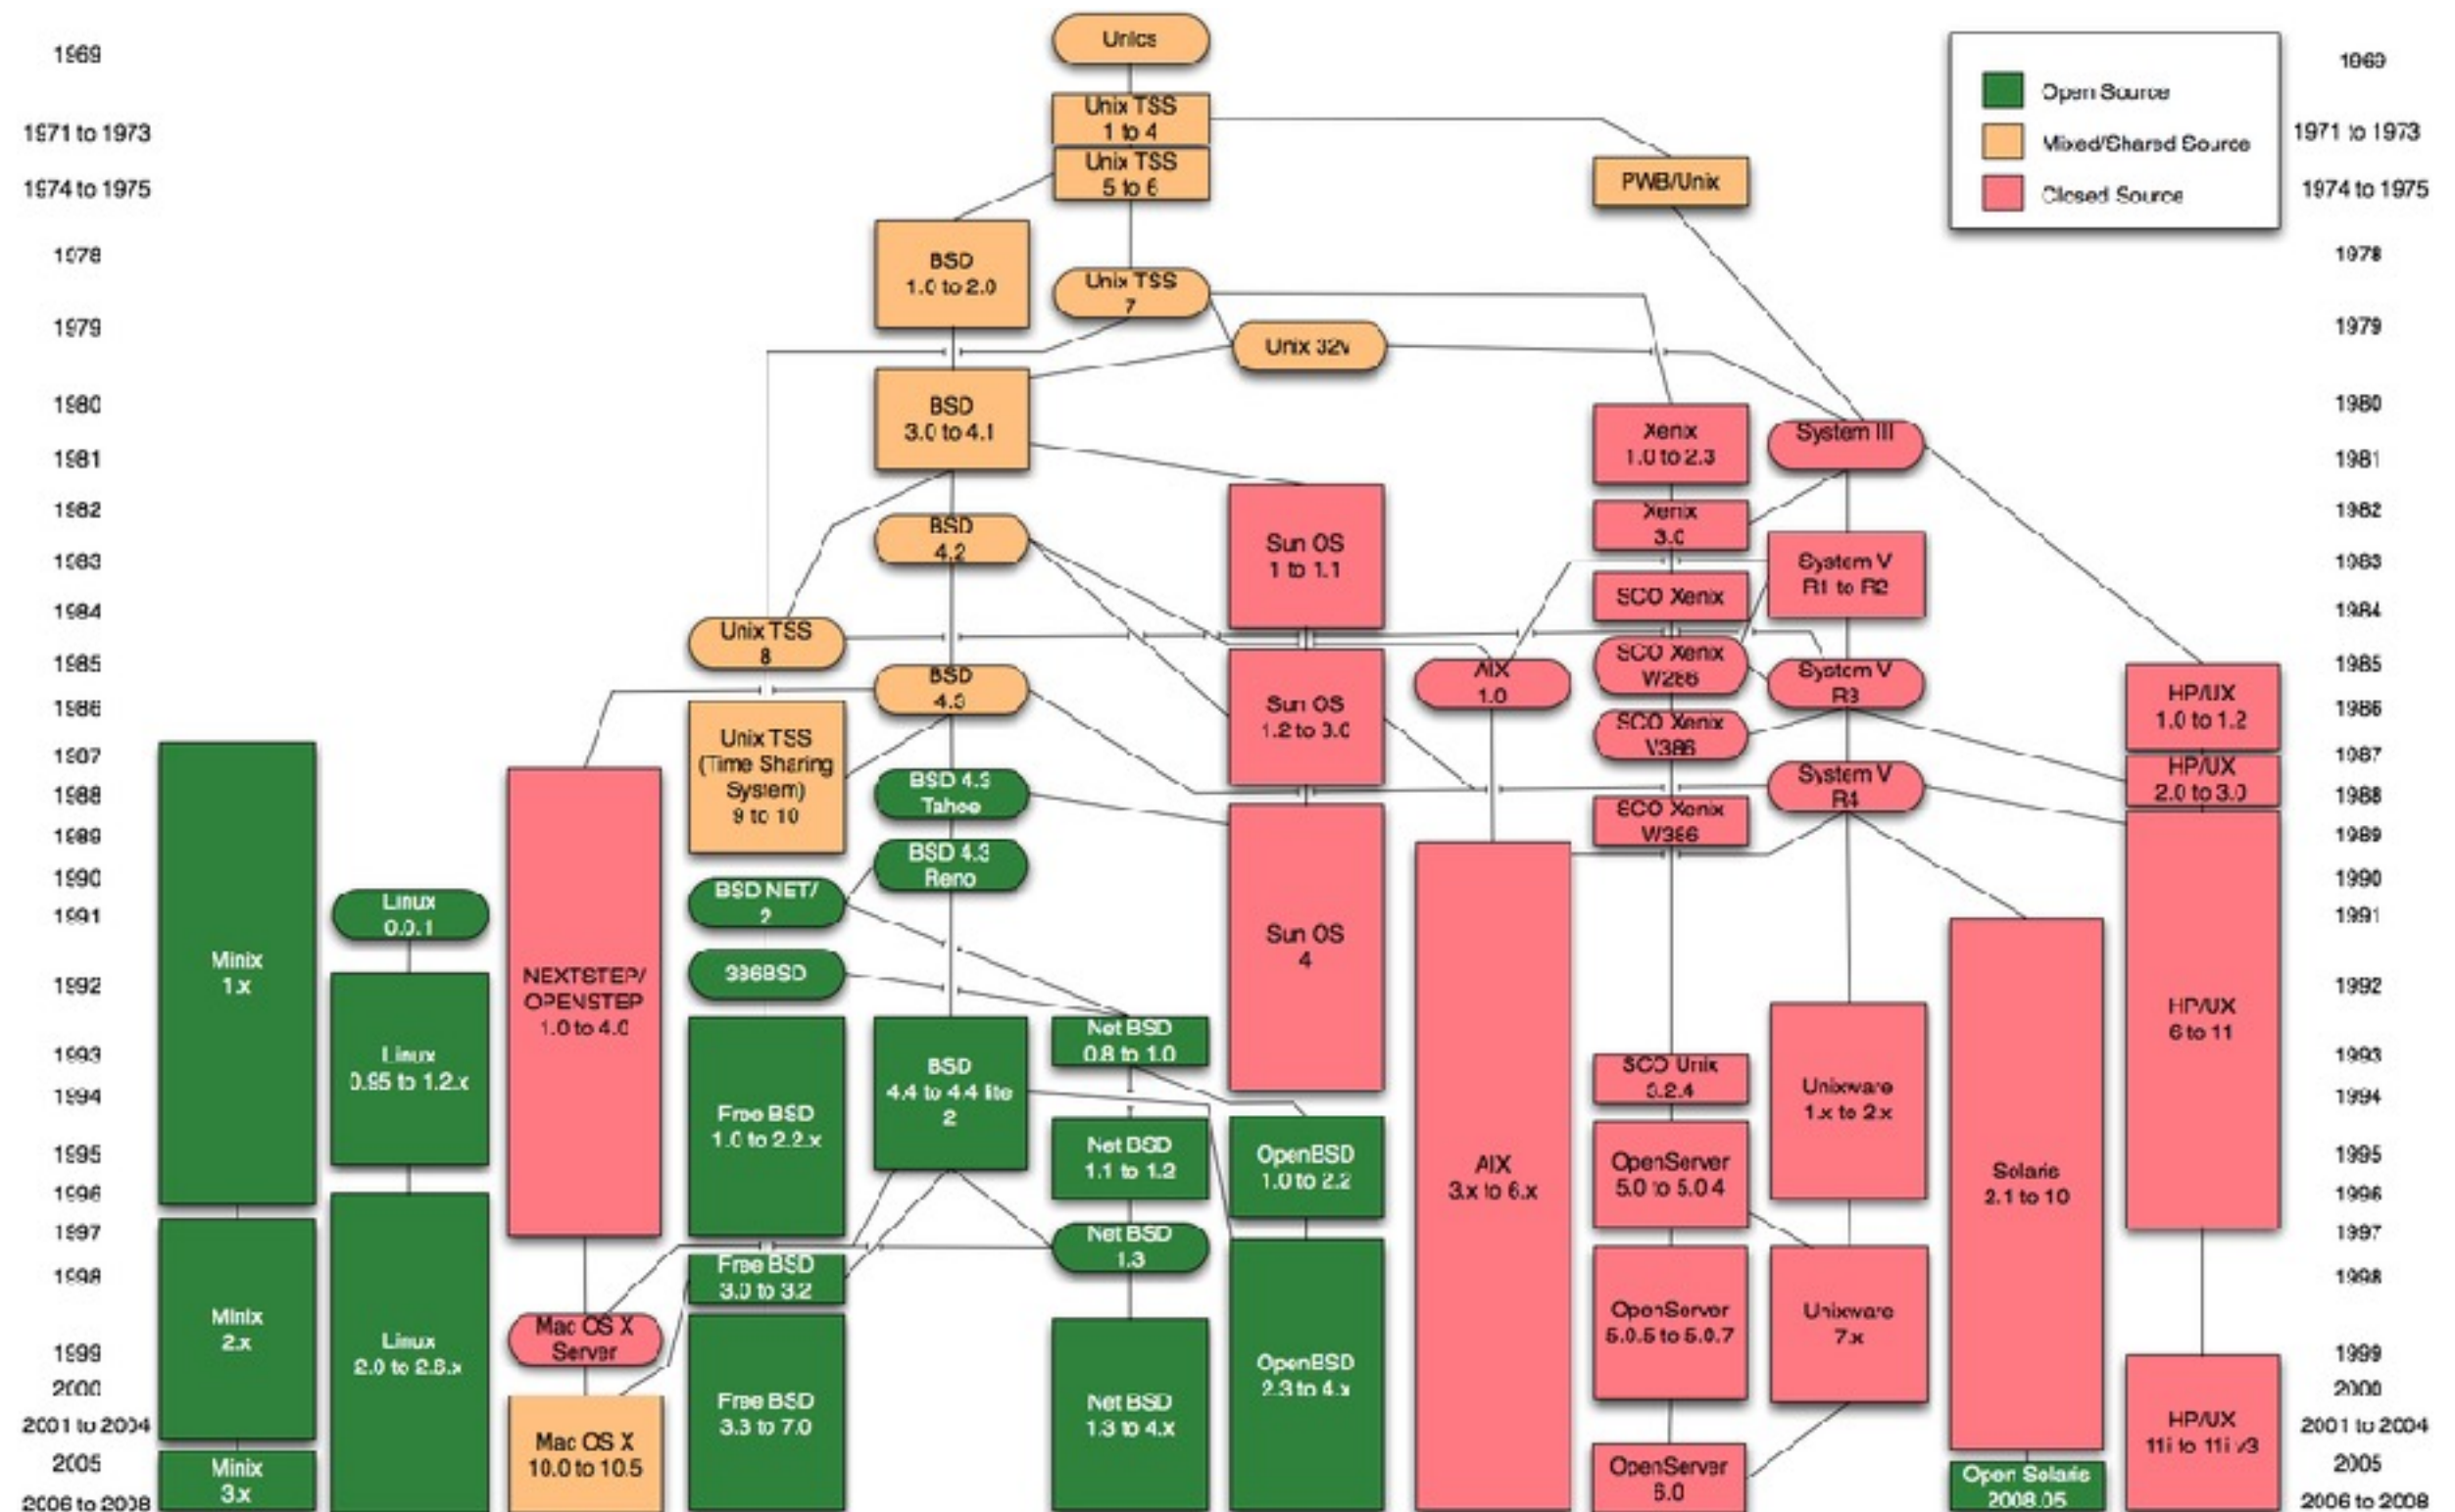 1969
1971 to 1973
1974 to 1975
1978
1979
1980
1981
1982
1983
1984
1985
1986
1987
1988
1989
1990
1991
1992
1993
1994
1995
1996
1997
1998
1999
2000
2001 to 2004
2005
2006 to 2008
Minix
1.x
Minix
2.x
Minix
3.x
Linux
0.0.1
Linux
0.95 to 1.2.x
Linux
2.0 to 2.6.x
NEXTSTEP/
OPENSTEP
1.0 to 4.0
Mac OS X
Server
Mac OS X
10.0 to 10.5
Unix TSS
8
Unix TSS
(Time Sharing
System)
9 to 10
BSD NET/
2
386BSD
Free BSD
1.0 to 2.2.x
Free BSD
3.0 to 3.2
Free BSD
3.3 to 7.0
BSD
1.0 to 2.0
BSD
3.0 to 4.1
BSD
4.2
BSD
4.3
BSD 4.3
Tahoe
BSD 4.3
Reno
BSD
4.4 to 4.4 lite
2
Unics
Unix TSS
1 to 4
Unix TSS
5 to 6
Unix TSS
7
Net BSD
0.8 to 1.0
Net BSD
1.1 to 1.2
Net BSD
1.3
Net BSD
1.3 to 4.x
Unix 32v
Sun OS
1 to 1.1
Sun OS
1.2 to 3.0
Sun OS
4
OpenBSD
1.0 to 2.2
OpenBSD
2.3 to 4.x
AIX
1.0
AIX
3.x to 6.x
PWB/Unix
Xenix
1.0 to 2.3
Xenix
3.0
SCO Xenix
SCO Xenix
W286
SCO Xenix
V386
SCO Xenix
W386
SCO Unix
3.2.4
OpenServer
5.0 to 5.0.4
OpenServer
5.0.5 to 5.0.7
OpenServer
6.0
System III
System V
R1 to R2
System V
R3
System V
R4
Unixware
1.x to 2.x
Unixware
7.x
Solaris
2.1 to 10
Open Solaris
2008.05
HP/UX
1.0 to 1.2
HP/UX
2.0 to 3.0
HP/UX
6 to 11
HP/UX
11i to 11i v3
Open Source
Mixed/Shared Source
Closed Source
1969
1971 to 1973
1974 to 1975
1978
1979
1980
1981
1982
1983
1984
1985
1986
1987
1988
1989
1990
1991
1992
1993
1994
1995
1996
1997
1998
1999
2000
2001 to 2004
2005
2006 to 2008